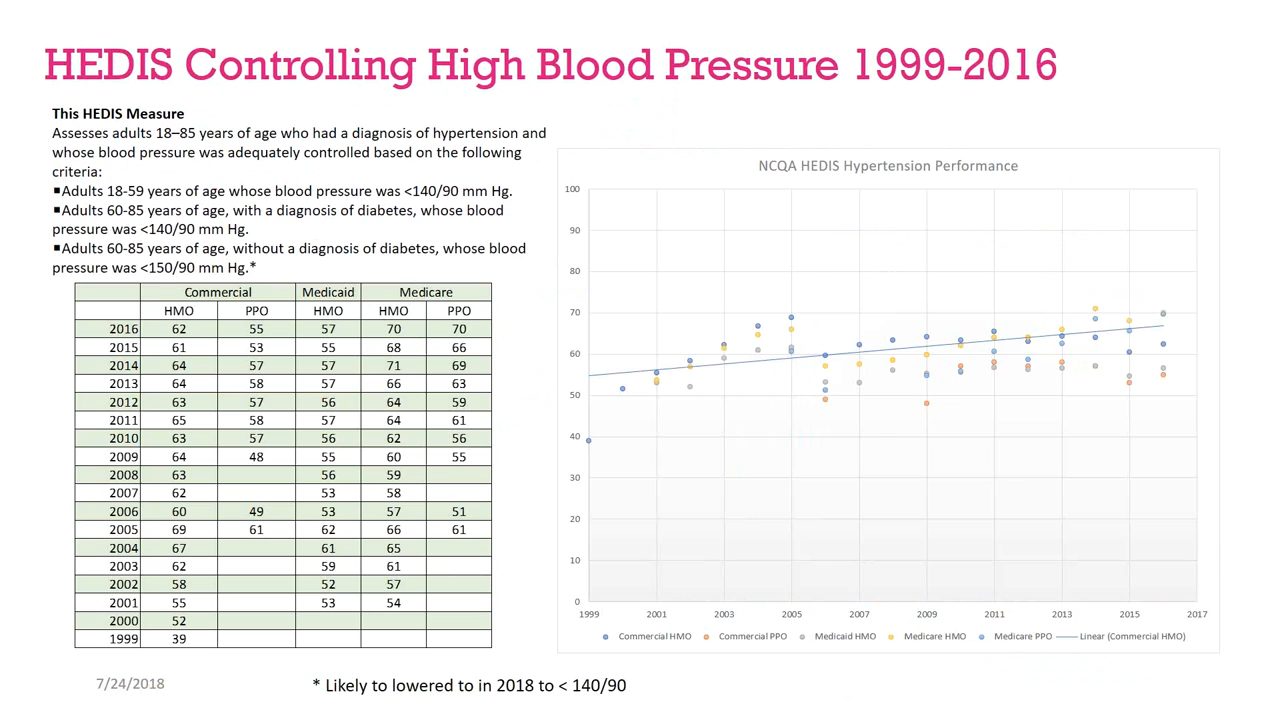 HEDIS Controlling High Blood Pressure 1999-2016
This HEDIS Measure
Assesses adults 18–85 years of age who had a diagnosis of hypertension and
whose blood pressure was adequately controlled based on the following
criteria:
▪Adults 18-59 years of age whose blood pressure was <140/90 mm Hg.
▪Adults 60-85 years of age, with a diagnosis of diabetes, whose blood
pressure was <140/90 mm Hg.
▪Adults 60-85 years of age, without a diagnosis of diabetes, whose blood
pressure was <150/90 mm Hg.*
Commercial Medicaid Medicare
HMO PPO HMO HMO PPO
2016 62 55 57 70 70
2015 61 53 55 68 66
2014 64 57 57 71 69
2013 64 58 57 66 63
2012 63 57 56 64 59
2011 65 58 57 64 61
2010 63 57 56 62 56
2009 64 48 55 60 55
2008 63 56 59
2007 62 53 58
2006 60 49 53 57 51
2005 69 61 62 66 61
2004 67 61 65
2003 62 59 61
2002 58 52 57
2001 55 53 54
2000 52
1999 39
NCQA HEDIS Hypertension Performance
100
90
80
70
60
50
40
30
20
10
0
1999 2001 2003 2005 2007 2009 2011 2013 2015 2017
Commercial HMO Commercial PPO Medicaid HMO Medicare HMO Medicare PPO Linear (Commercial HMO)
7/24/2018
* Likely to lowered to in 2018 to < 140/90